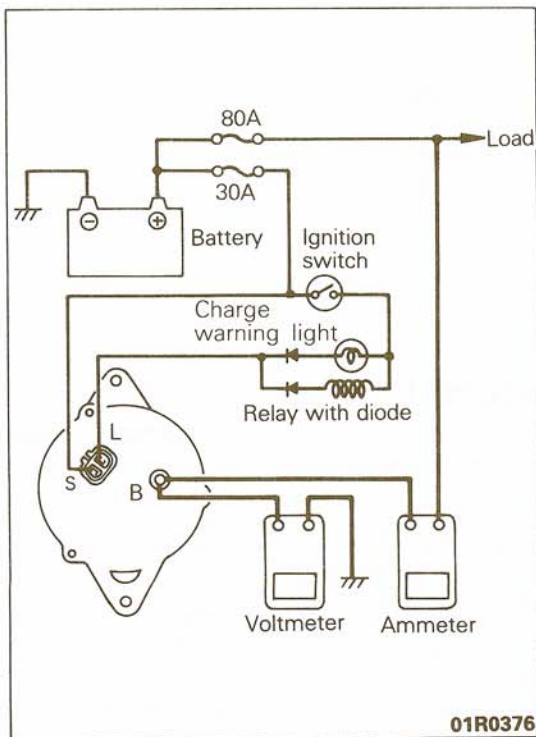 80A
Load
30A
⊖
⊕
Battery
Ignition
switch
Charge
warning light
Relay with diode
L
S
B
Voltmeter
Ammeter
01R0376